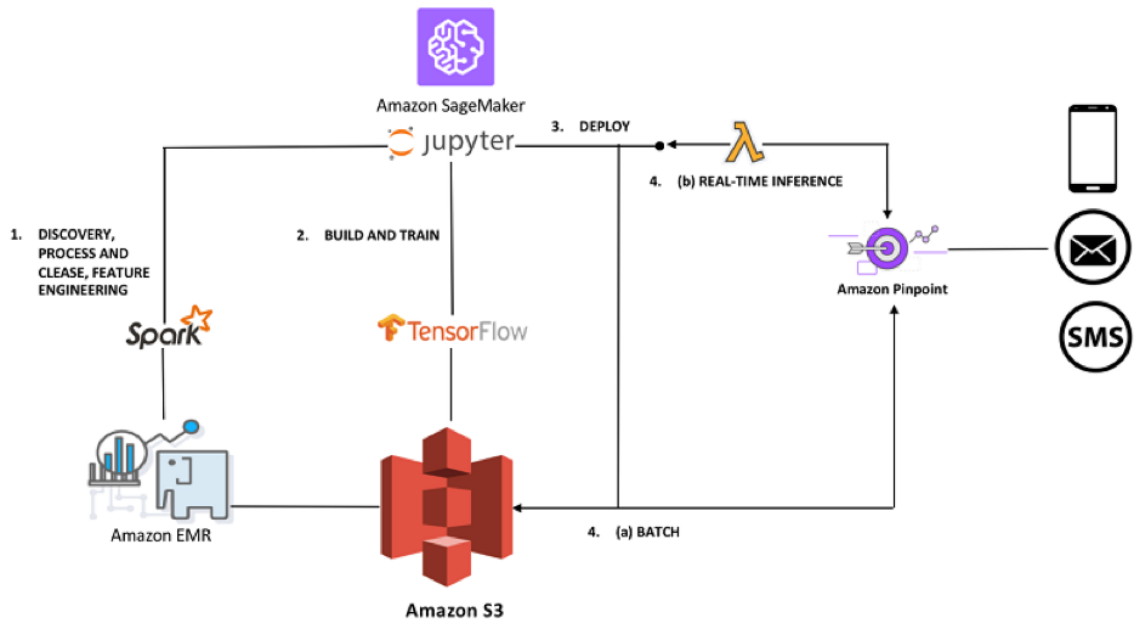 Amazon SageMaker
jupyter
3. DEPLOY
4. (b) REAL-TIME INFERENCE
1. DISCOVERY,
PROCESS AND
CLEASE, FEATURE
ENGINEERING
2. BUILD AND TRAIN
Amazon Pinpoint
SMS
Spark
TensorFlow
Amazon EMR
4. (a) BATCH
Amazon S3